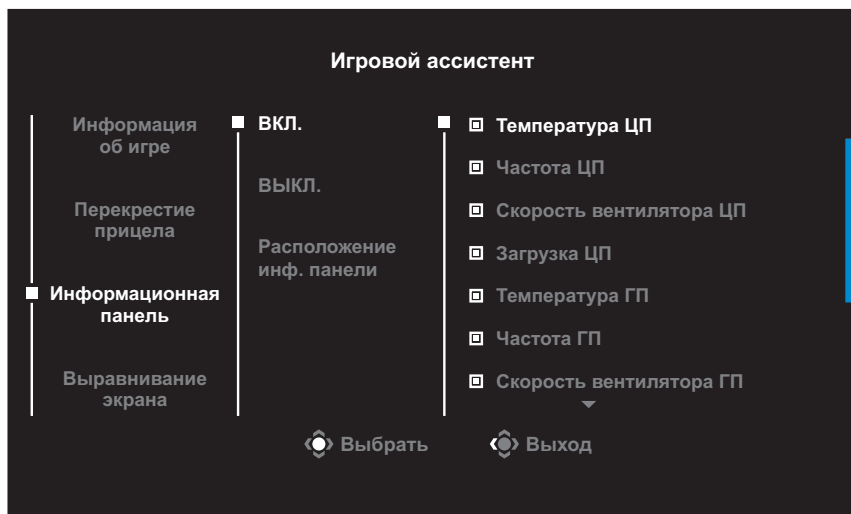 Игровой ассистент
Информация
об игре
Перекрестие
прицела
Информационная
панель
Выравнивание
экрана
ВКЛ.
ВЫКЛ.
Расположение
инф. панели
Температура ЦП
Частота ЦП
Скорость вентилятора ЦП
Загрузка ЦП
Температура ГП
Частота ГП
Скорость вентилятора ГП
Выбрать
Выход